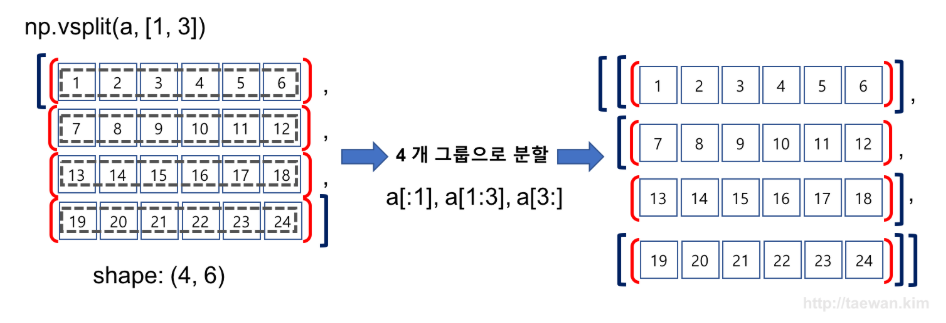 np.vsplit(a, [1, 3])
1 2 3 4 5 6 ,
7 8 9 10 11 12 ,
13 14 15 16 17 18 ,
19 20 21 22 23 24
shape: (4, 6)
4 개 그룹으로 분할
a[:1], a[1:3], a[3:]
1 2 3 4 5 6 ,
7 8 9 10 11 12 ,
13 14 15 16 17 18 ,
19 20 21 22 23 24
http://taewan.kim